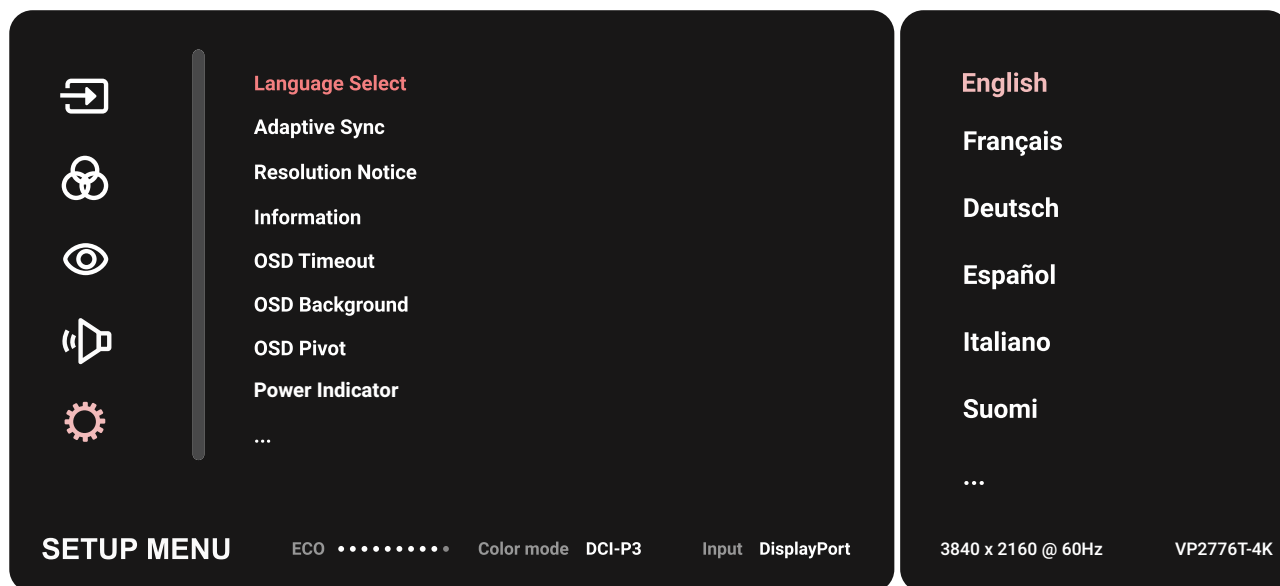 Language Select
Adaptive Sync
Resolution Notice
Information
OSD Timeout
OSD Background
OSD Pivot
Power Indicator
...
English
Français
Deutsch
Español
Italiano
Suomi
...
SETUP MENU ECO Color mode DCI-P3 Input DisplayPort 3840 x 2160 @ 60Hz VP2776T-4K